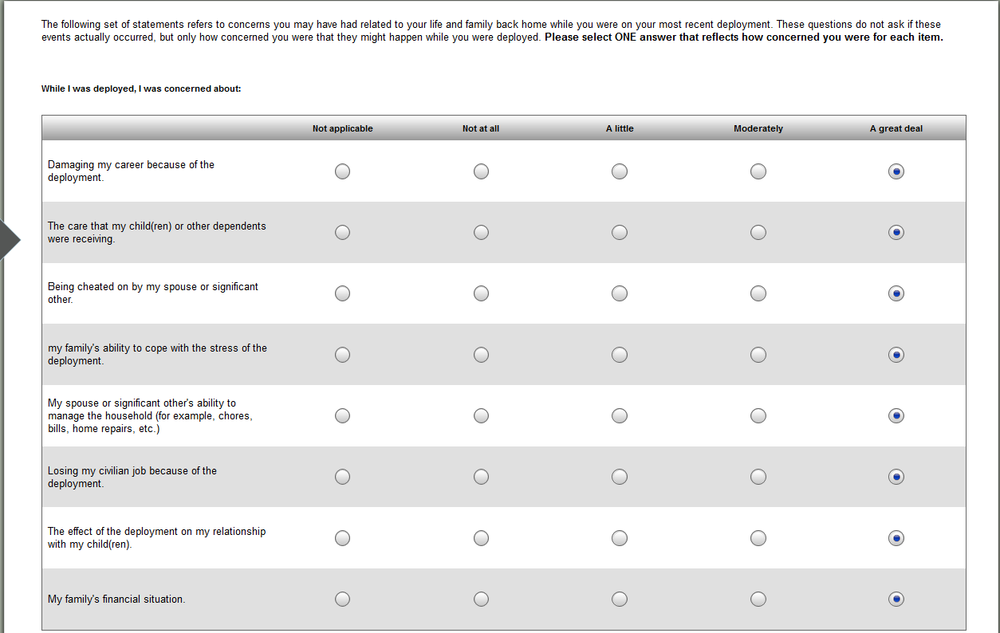 The following set of statements refers to concerns you may have had related to your life and family back home while you were on your most recent deployment. These questions do not ask if these
events actually occurred, but only how concerned you were that they might happen while you were deployed. Please select ONE answer that reflects how concerned you were for each item.
While I was deployed, I was concerned about:
Not applicable Not at all A little Moderately A great deal
Damaging my career because of the
deployment.
The care that my child(ren) or other dependents
were receiving.
Being cheated on by my spouse or significant
other.
my family's ability to cope with the stress of the
deployment.
My spouse or significant other's ability to
manage the household (for example, chores,
bills, home repairs, etc.)
Losing my civilian job because of the
deployment.
The effect of the deployment on my relationship
with my child(ren).
My family's financial situation.